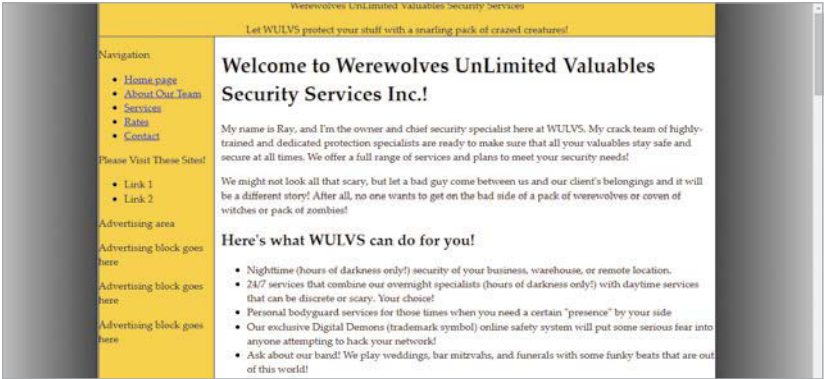 Werewolves UnLimited Valuables Security Services
Let WULVS protect your stuff with a snarling pack of crazed creatures!
Navigation
Home page
About Our Team
Services
Rates
Contact
Please Visit These Sites!
Link 1
Link 2
Advertising area
Advertising block goes
here
Advertising block goes
here
Advertising block goes
here
Welcome to Werewolves UnLimited Valuables
Security Services Inc.!
My name is Ray, and I'm the owner and chief security specialist here at WULVS. My crack team of highly-
trained and dedicated protection specialists are ready to make sure that all your valuables stay safe and
secure at all times. We offer a full range of services and plans to meet your security needs!
We might not look all that scary, but let a bad guy come between us and our client's belongings and it will
be a different story! After all, no one wants to get on the bad side of a pack of werewolves or coven of
witches or pack of zombies!
Here's what WULVS can do for you!
Nighttime (hours of darkness only!) security of your business, warehouse, or remote location.
24/7 services that combine our overnight specialists (hours of darkness only!) with daytime services
that can be discrete or scary. Your choice!
Personal bodyguard services for those times when you need a certain "presence" by your side
Our exclusive Digital Demons (trademark symbol) online safety system will put some serious fear into
anyone attempting to hack your network!
Ask about our band! We play weddings, bar mitzvahs, and funerals with some funky beats that are out
of this world!